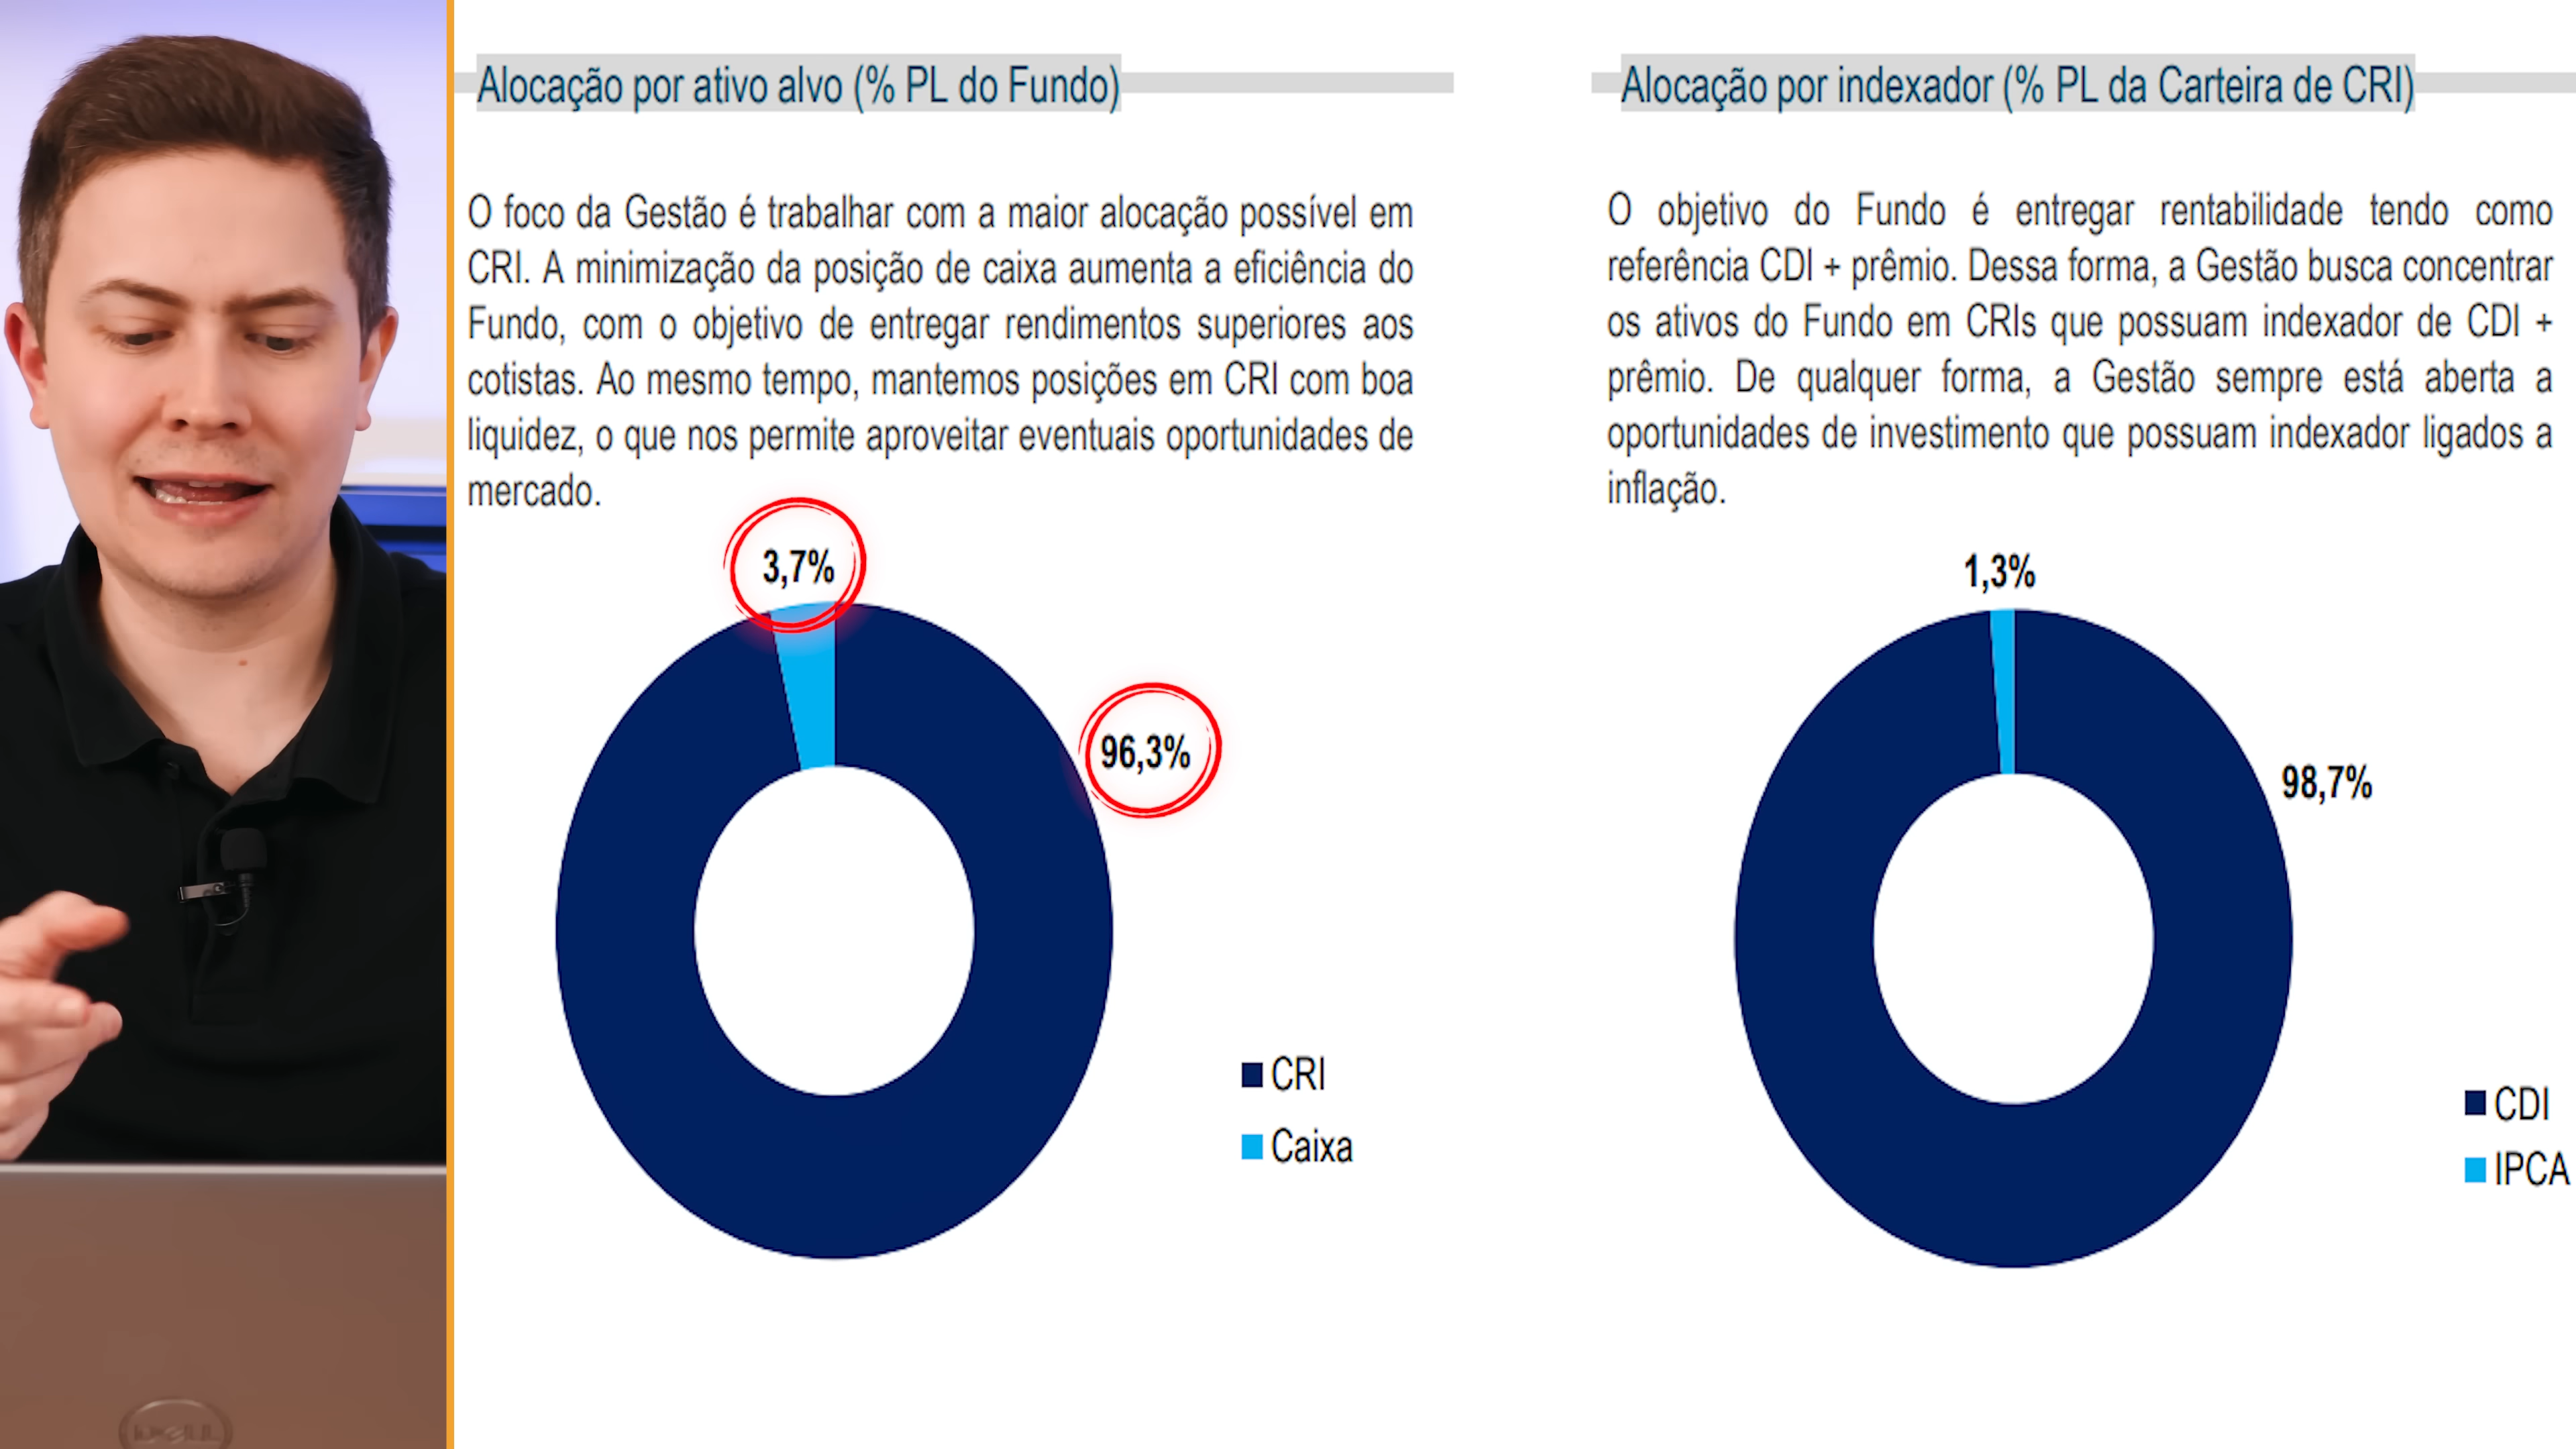 Alocação por ativo alvo (% PL do Fundo)
O foco da Gestão é trabalhar com a maior alocação possível em
CRI. A minimização da posição de caixa aumenta a eficiência do
Fundo, com o objetivo de entregar rendimentos superiores aos
cotistas. Ao mesmo tempo, mantemos posições em CRI com boa
liquidez, o que nos permite aproveitar eventuais oportunidades de
mercado.
3,7%
96,3%
CRI
Caixa
Alocação por indexador (% PL da Carteira de CRI)
O objetivo do Fundo é entregar rentabilidade tendo como
referência CDI + prêmio. Dessa forma, a Gestão busca concentrar
os ativos do Fundo em CRIs que possuam indexador de CDI +
prêmio. De qualquer forma, a Gestão sempre está aberta a
oportunidades de investimento que possuam indexador ligados a
inflação.
1,3%
98,7%
CDI
IPCA
DELL